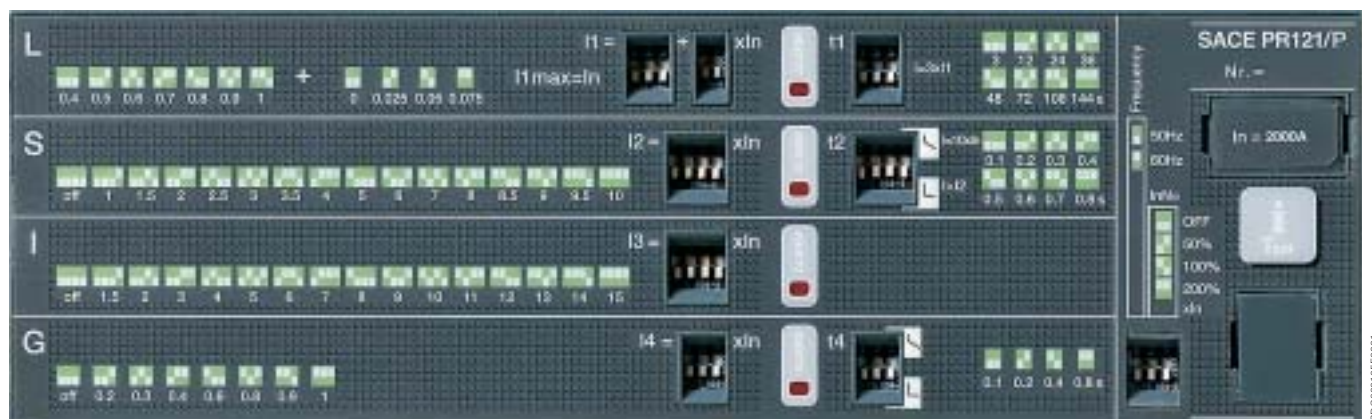 L
I1 = + xIn
t1
SACE PR121/P
Nr. =
I1max=In
3 12 24 36
0.4 0.5 0.6 0.7 0.8 0.9 1 + 0 0.025 0.05 0.075
48 72 108 144 s
Frequency
S
I2 = xIn
t2
50Hz
In = 2000A
0.1 0.2 0.3 0.4
60Hz
off 1 1.5 2 2.5 3 3.5 4 5 6 7 8 8.5 9 9.5 10
0.5 0.6 0.7 0.8 s
InNe
I
I3 = xIn
OFF
50%
Test
100%
off 1.5 2 3 4 5 6 7 8 9 10 11 12 13 14 15
200%
xIn
G
I4 = xIn
t4
off 0.2 0.3 0.4 0.6 0.8 0.9 1
0.1 0.2 0.4 0.8 s